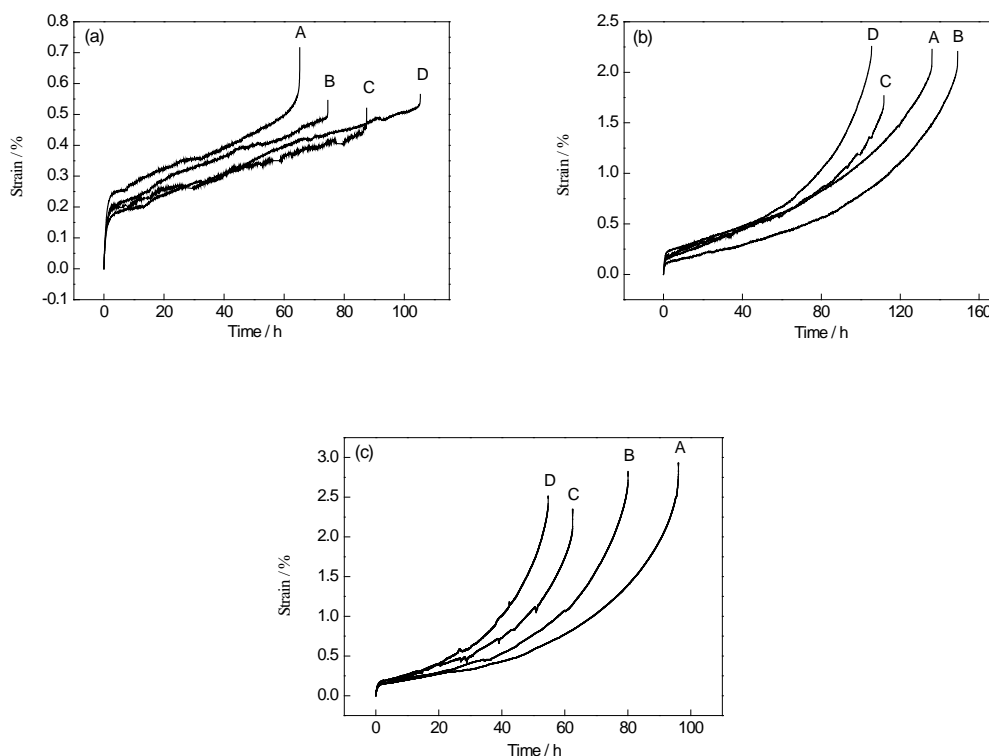 (a)
A
B
C
D
0.8
0.7
0.6
0.5
0.4
0.3
0.2
0.1
0.0
-0.1
Strain / %
0 20 40 60 80 100
Time / h
(b)
D
A
B
C
2.5
2.0
1.5
1.0
0.5
0.0
Strain / %
0 40 80 120 160
Time / h
(c)
D
C
B
A
3.0
2.5
2.0
1.5
1.0
0.5
0.0
Strain / %
0 20 40 60 80 100
Time / h